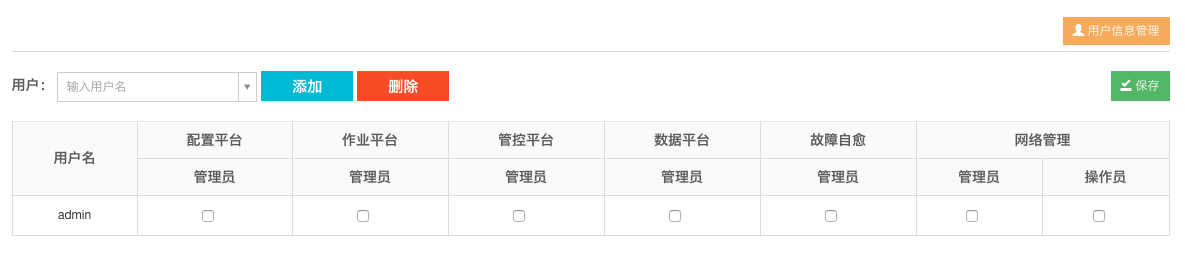 用户信息管理
用户： 输入用户名 添加 删除 保存
用户名 配置平台 作业平台 管控平台 数据平台 故障自愈 网络管理
管理员 管理员 管理员 管理员 管理员 管理员 操作员
admin